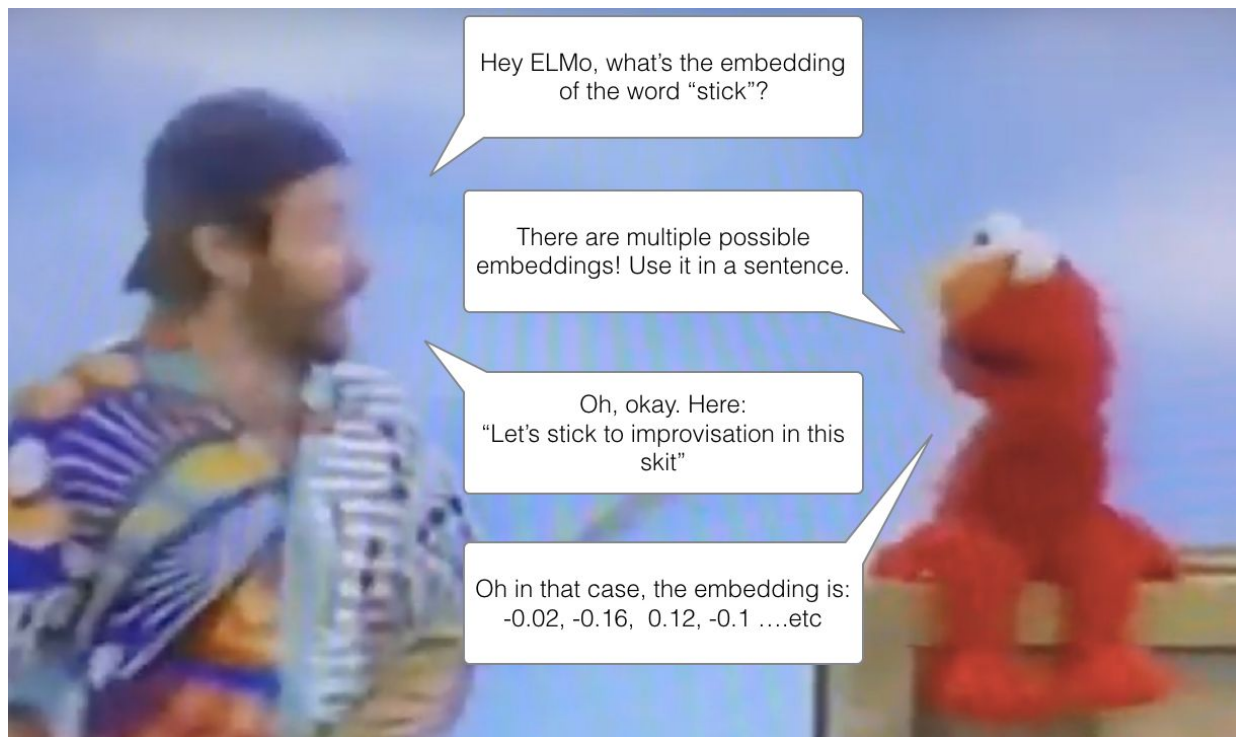 Hey ELMo, what’s the embedding
of the word “stick”?
There are multiple possible
embeddings! Use it in a sentence.
Oh, okay. Here:
“Let’s stick to improvisation in this
skit”
Oh in that case, the embedding is:
-0.02, -0.16, 0.12, -0.1 ....etc